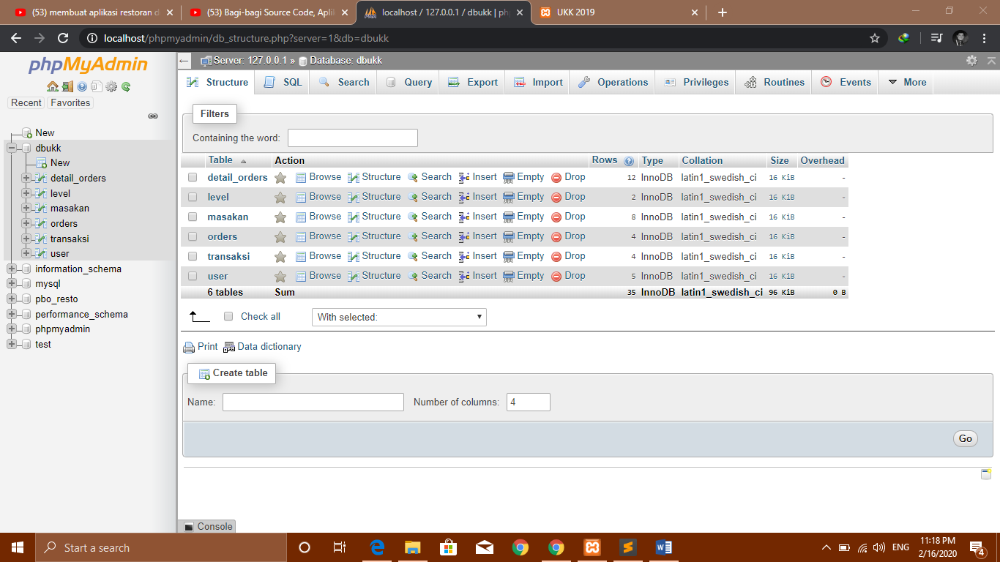 (53) membuat aplikasi restoran d
(53) Bagi-bagi Source Code, Apli
localhost / 127.0.0.1 / dbukk | ph
UKK 2019
localhost/phpmyadmin/db_structure.php?server=1&db=dbukk
phpMyAdmin
Recent Favorites
New
dbukk
New
detail_orders
level
masakan
orders
transaksi
user
information_schema
mysql
pbo_resto
performance_schema
phpmyadmin
test
Server: 127.0.0.1 » Database: dbukk
Structure SQL Search Query Export Import Operations Privileges Routines Events More
Filters
Containing the word:
Table Action Rows Type Collation Size Overhead
detail_orders Browse Structure Search Insert Empty Drop 12 InnoDB latin1_swedish_ci 16 KiB -
level Browse Structure Search Insert Empty Drop 2 InnoDB latin1_swedish_ci 16 KiB -
masakan Browse Structure Search Insert Empty Drop 8 InnoDB latin1_swedish_ci 16 KiB -
orders Browse Structure Search Insert Empty Drop 4 InnoDB latin1_swedish_ci 16 KiB -
transaksi Browse Structure Search Insert Empty Drop 4 InnoDB latin1_swedish_ci 16 KiB -
user Browse Structure Search Insert Empty Drop 5 InnoDB latin1_swedish_ci 16 KiB -
6 tables Sum 35 InnoDB latin1_swedish_ci 96 KiB 0 B
Check all With selected:
Print Data dictionary
Create table
Name: Number of columns: 4
Go
Console
Start a search
ENG
11:18 PM
2/16/2020
4